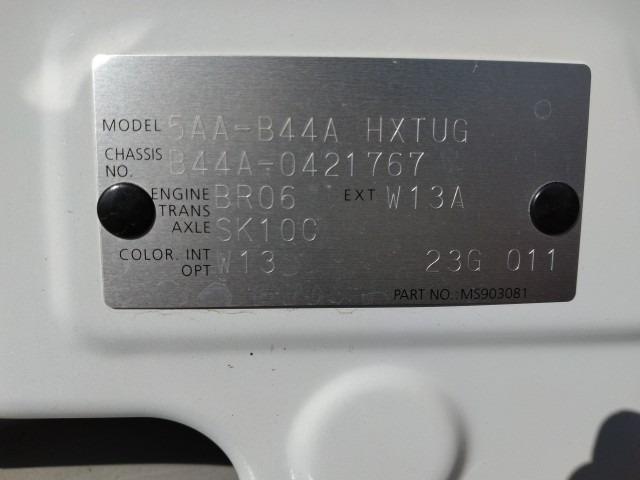 MODEL 5AA-B44A HXTUG
CHASSIS NO. B44A-0421767
ENGINE BR06 EXT W13A
TRANS AXLE SK10C
COLOR. INT W13 23G 011
OPT
PART NO.:MS903081